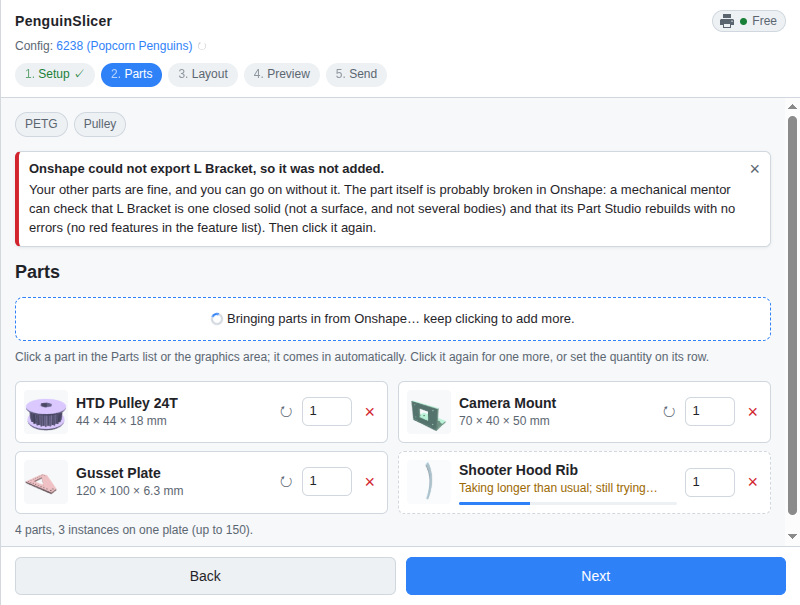 PenguinSlicer
Free
Config: 6238 (Popcorn Penguins)
1. Setup ✓
2. Parts
3. Layout
4. Preview
5. Send
PETG
Pulley
Onshape could not export L Bracket, so it was not added.
×
Your other parts are fine, and you can go on without it. The part itself is probably broken in Onshape: a mechanical mentor
can check that L Bracket is one closed solid (not a surface, and not several bodies) and that its Part Studio rebuilds with no
errors (no red features in the feature list). Then click it again.
Parts
Bringing parts in from Onshape… keep clicking to add more.
Click a part in the Parts list or the graphics area; it comes in automatically. Click it again for one more, or set the quantity on its row.
HTD Pulley 24T
44 × 44 × 18 mm
1
×
Camera Mount
70 × 40 × 50 mm
1
×
Gusset Plate
120 × 100 × 6.3 mm
1
×
Shooter Hood Rib
Taking longer than usual; still trying…
1
×
4 parts, 3 instances on one plate (up to 150).
Back
Next